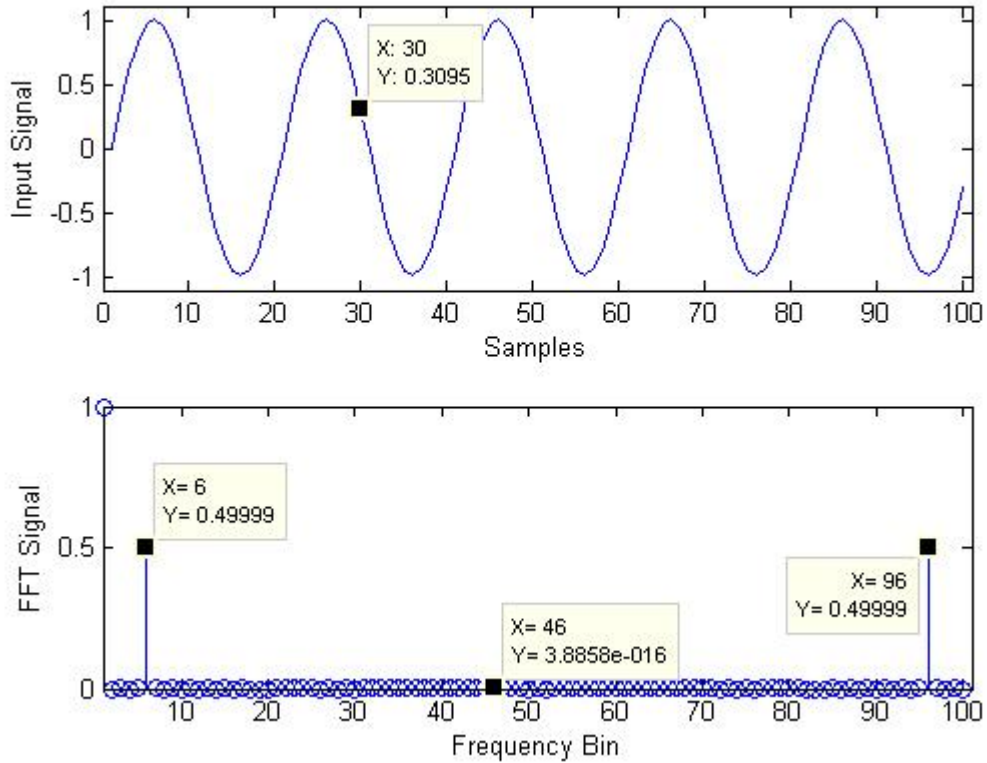 1
0.5
0
-0.5
-1
Input Signal
X: 30
Y: 0.3095
0 10 20 30 40 50 60 70 80 90 100
Samples
1
0.5
0
FFT Signal
X= 6
Y= 0.49999
X= 46
Y= 3.8858e-016
X= 96
Y= 0.49999
10 20 30 40 50 60 70 80 90 100
Frequency Bin